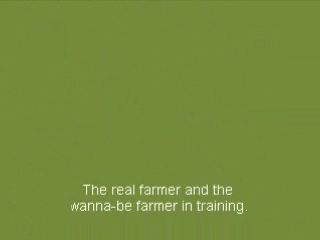 The real farmer and the
wanna-be farmer in training.